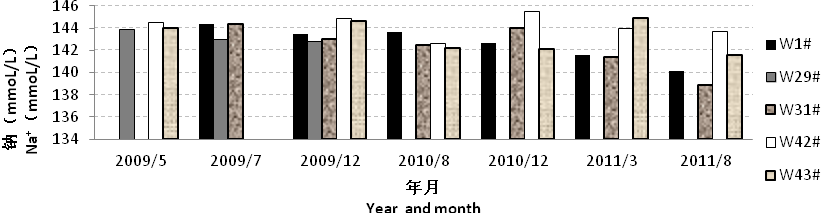 钠（mmoL/L）
Na⁺（mmoL/L）
146
144
142
140
138
136
134
2009/5 2009/7 2009/12 2010/8 2010/12 2011/3 2011/8
年月
Year and month
W1#
W29#
W31#
W42#
W43#